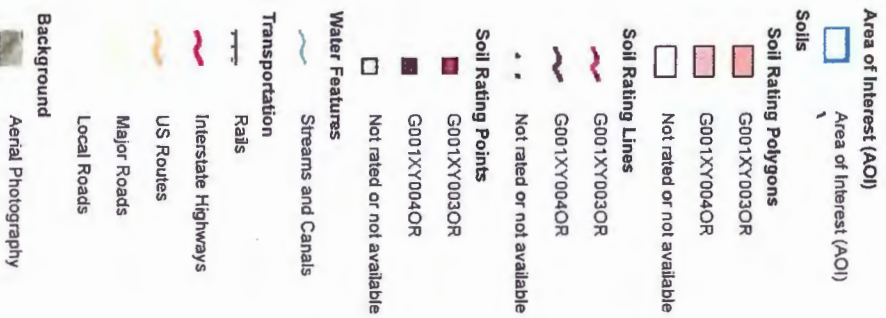 Area of Interest (AOI)
Area of Interest (AOI)
Soils
Soil Rating Polygons
G001XY003OR
G001XY004OR
Not rated or not available
Soil Rating Lines
G001XY003OR
G001XY004OR
Not rated or not available
Soil Rating Points
G001XY003OR
G001XY004OR
Not rated or not available
Water Features
Streams and Canals
Transportation
Rails
Interstate Highways
US Routes
Major Roads
Local Roads
Background
Aerial Photography